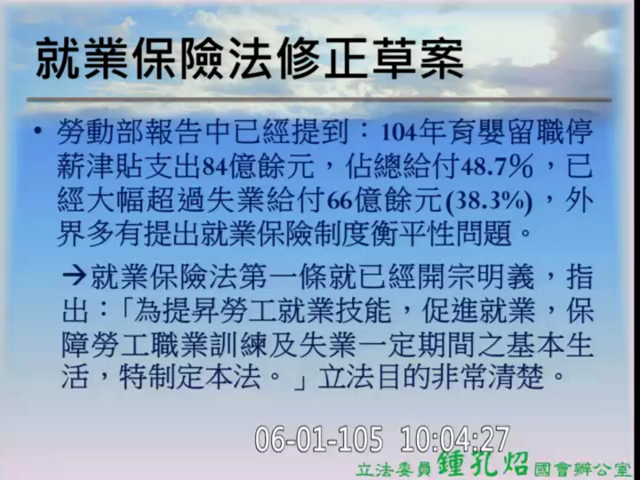 就業保險法修正草案
• 勞動部報告中已經提到：104年育嬰留職停
薪津貼支出84億餘元，佔總給付48.7%，已
經大幅超過失業給付66億餘元(38.3%)，外
界多有提出就業保險制度衡平性問題。
→就業保險法第一條就已經開宗明義，指
出：「為提昇勞工就業技能，促進就業，保
障勞工職業訓練及失業一定期間之基本生
活，特制定本法。」立法目的非常清楚。
06-01-105 10:04:27
立法委員鍾孔炤國會辦公室